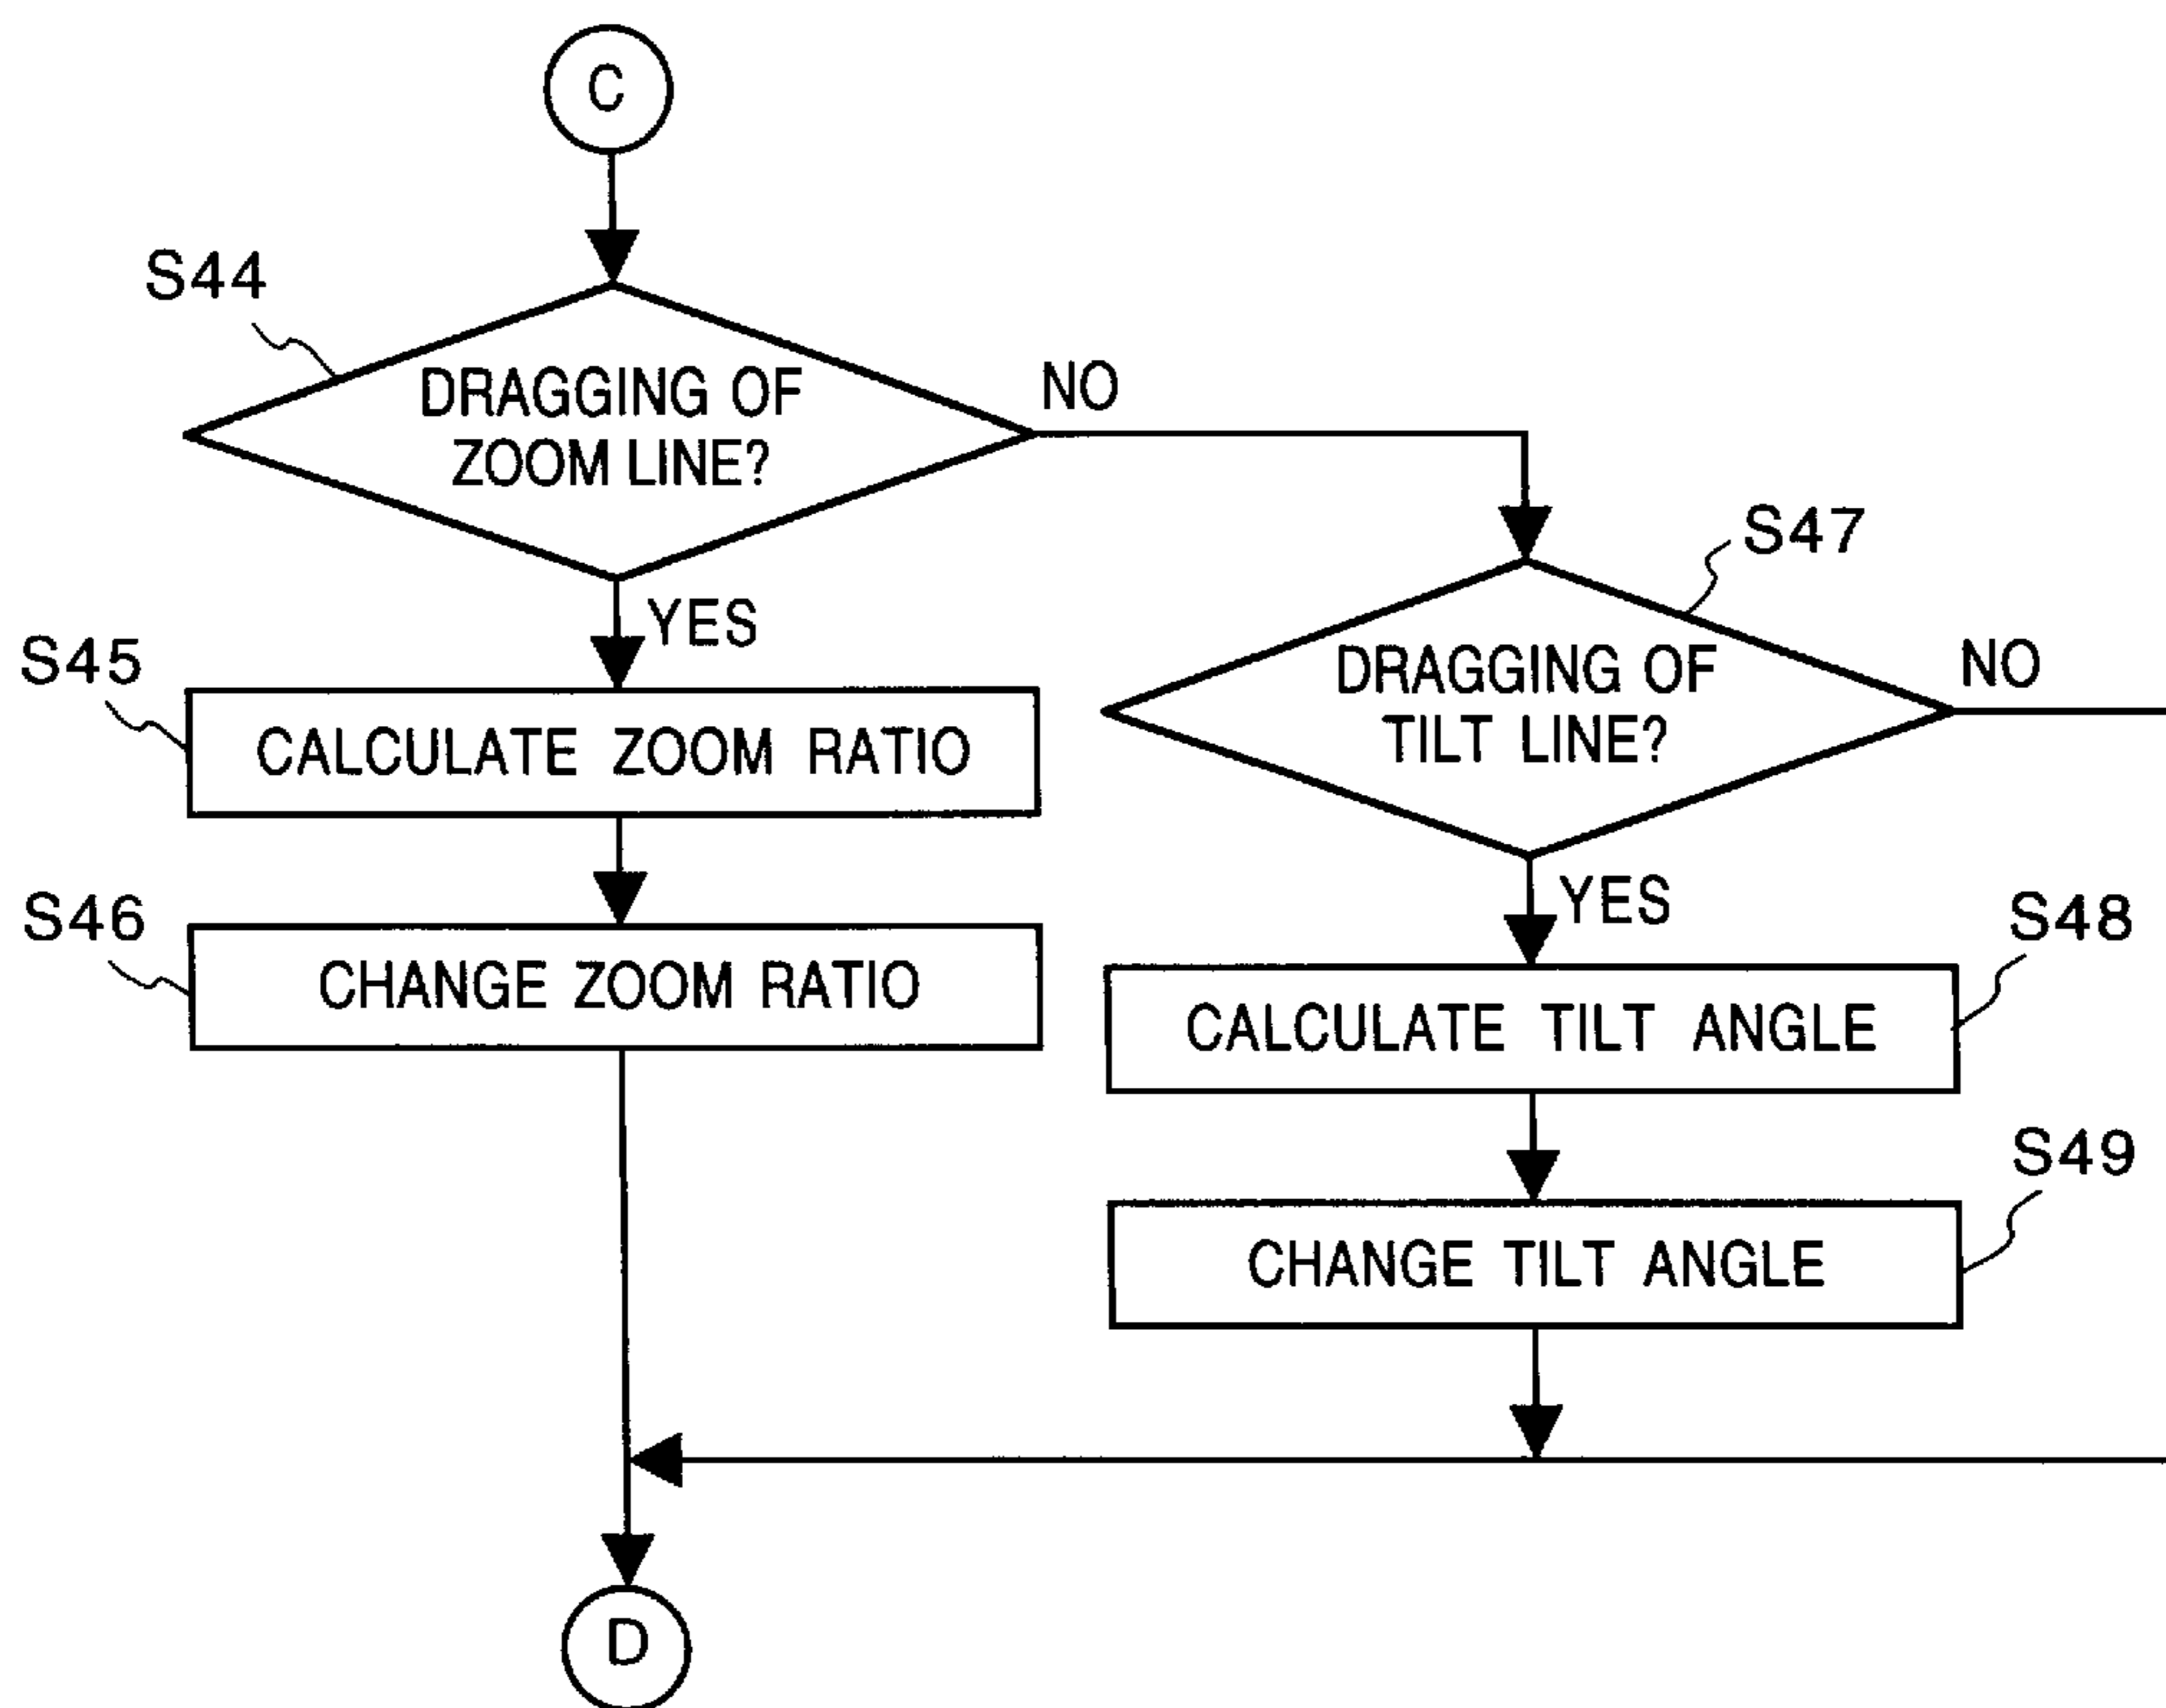 C
S44
DRAGGING OF
ZOOM LINE?
NO
YES
S45
CALCULATE ZOOM RATIO
S46
CHANGE ZOOM RATIO
S47
DRAGGING OF
TILT LINE?
NO
YES
S48
CALCULATE TILT ANGLE
S49
CHANGE TILT ANGLE
D